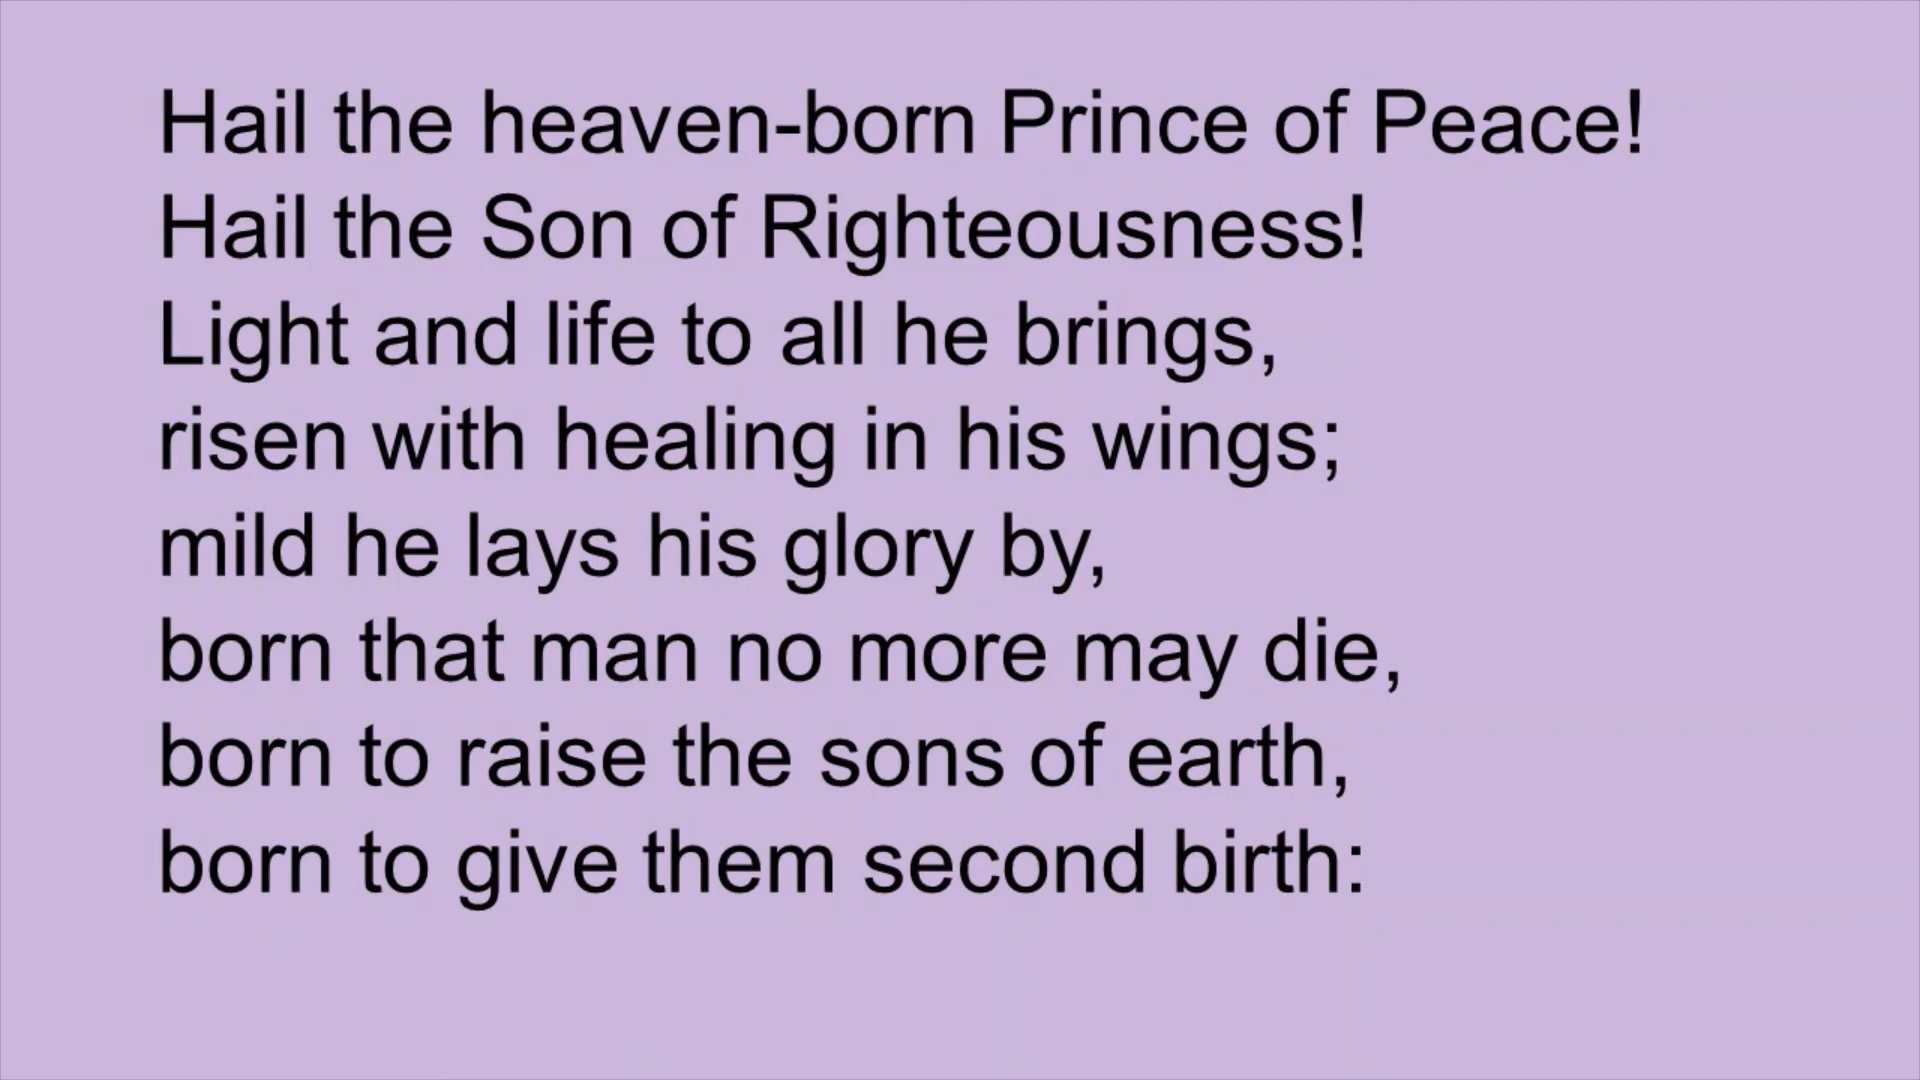 Hail the heaven-born Prince of Peace!
Hail the Son of Righteousness!
Light and life to all he brings,
risen with healing in his wings;
mild he lays his glory by,
born that man no more may die,
born to raise the sons of earth,
born to give them second birth: